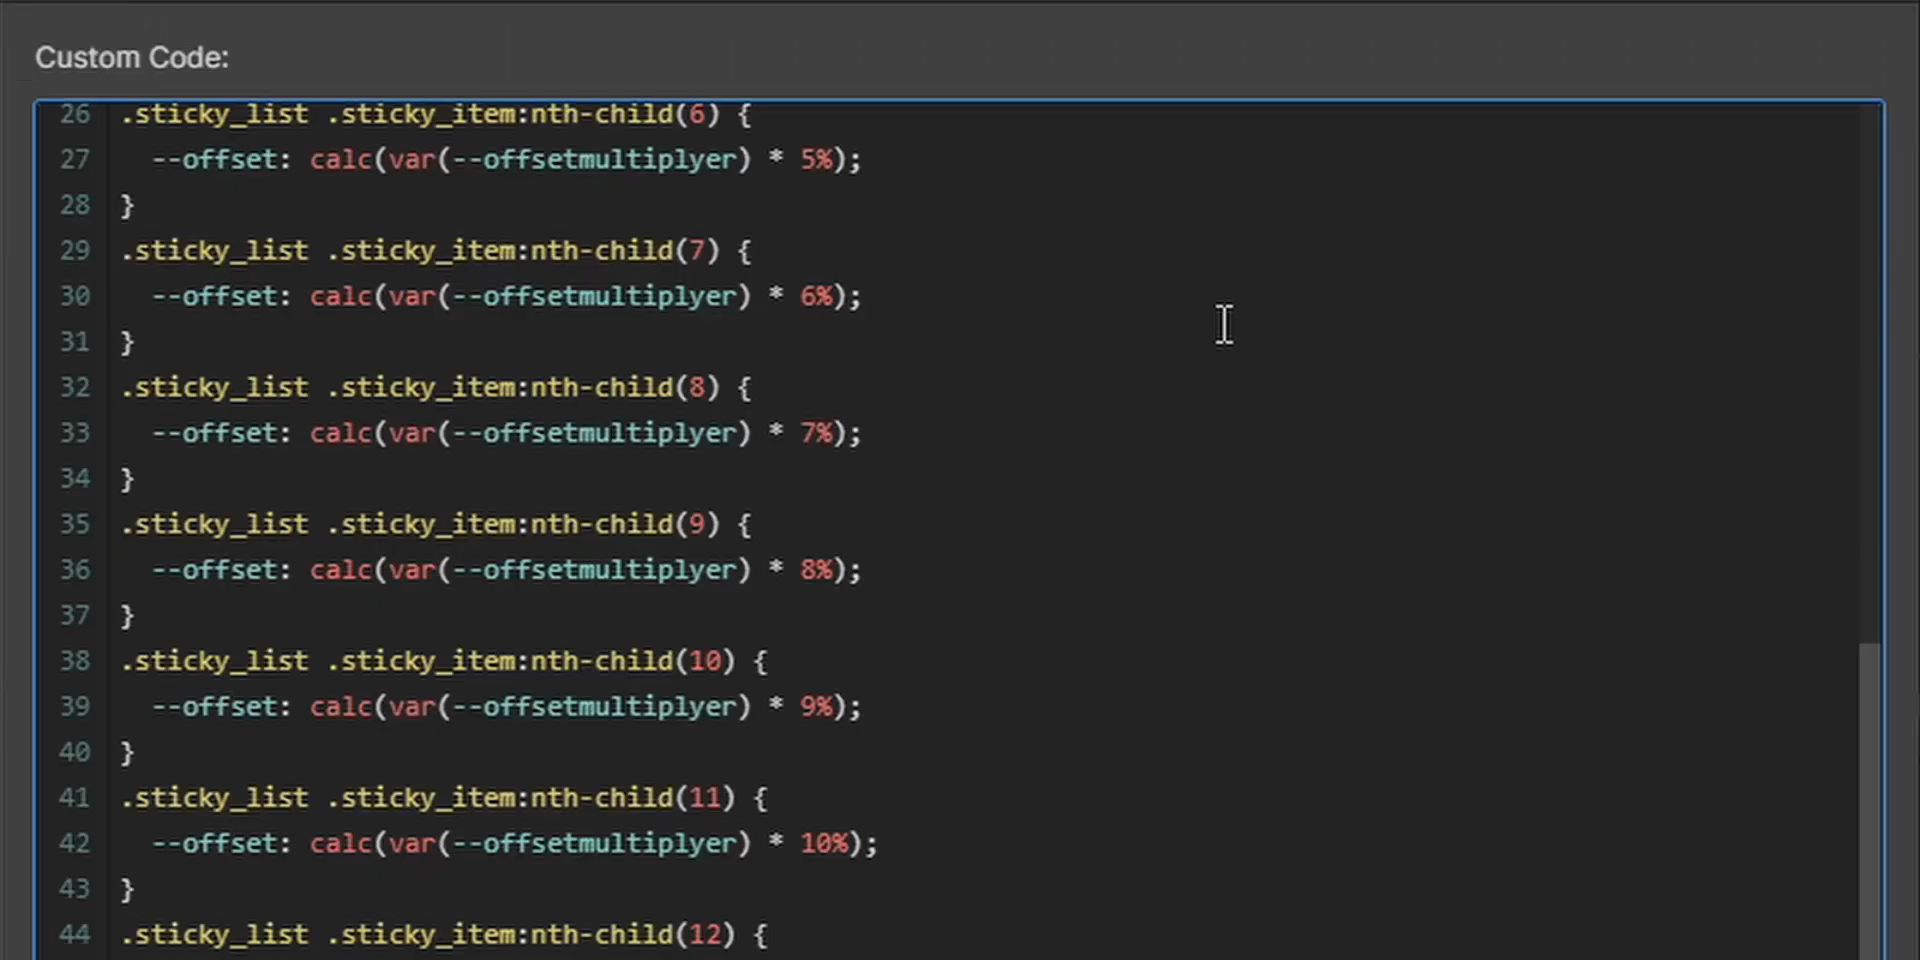 Custom Code:
26 .sticky_list .sticky_item:nth-child(6) {
27   --offset: calc(var(--offsetmultiplyer) * 5%);
28 }
29 .sticky_list .sticky_item:nth-child(7) {
30   --offset: calc(var(--offsetmultiplyer) * 6%);
31 }
32 .sticky_list .sticky_item:nth-child(8) {
33   --offset: calc(var(--offsetmultiplyer) * 7%);
34 }
35 .sticky_list .sticky_item:nth-child(9) {
36   --offset: calc(var(--offsetmultiplyer) * 8%);
37 }
38 .sticky_list .sticky_item:nth-child(10) {
39   --offset: calc(var(--offsetmultiplyer) * 9%);
40 }
41 .sticky_list .sticky_item:nth-child(11) {
42   --offset: calc(var(--offsetmultiplyer) * 10%);
43 }
44 .sticky_list .sticky_item:nth-child(12) {